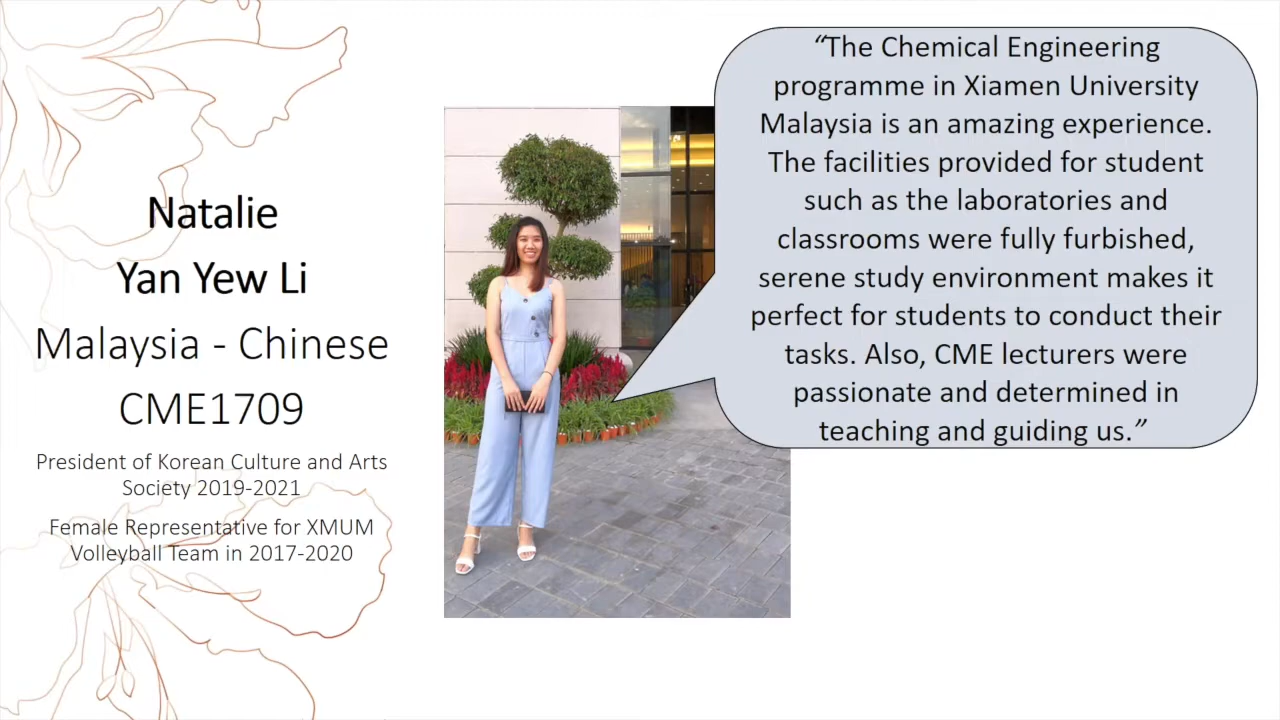 Natalie
Yan Yew Li
Malaysia - Chinese
CME1709
President of Korean Culture and Arts
Society 2019-2021
Female Representative for XMUM
Volleyball Team in 2017-2020
“The Chemical Engineering
programme in Xiamen University
Malaysia is an amazing experience.
The facilities provided for student
such as the laboratories and
classrooms were fully furbished,
serene study environment makes it
perfect for students to conduct their
tasks. Also, CME lecturers were
passionate and determined in
teaching and guiding us.”